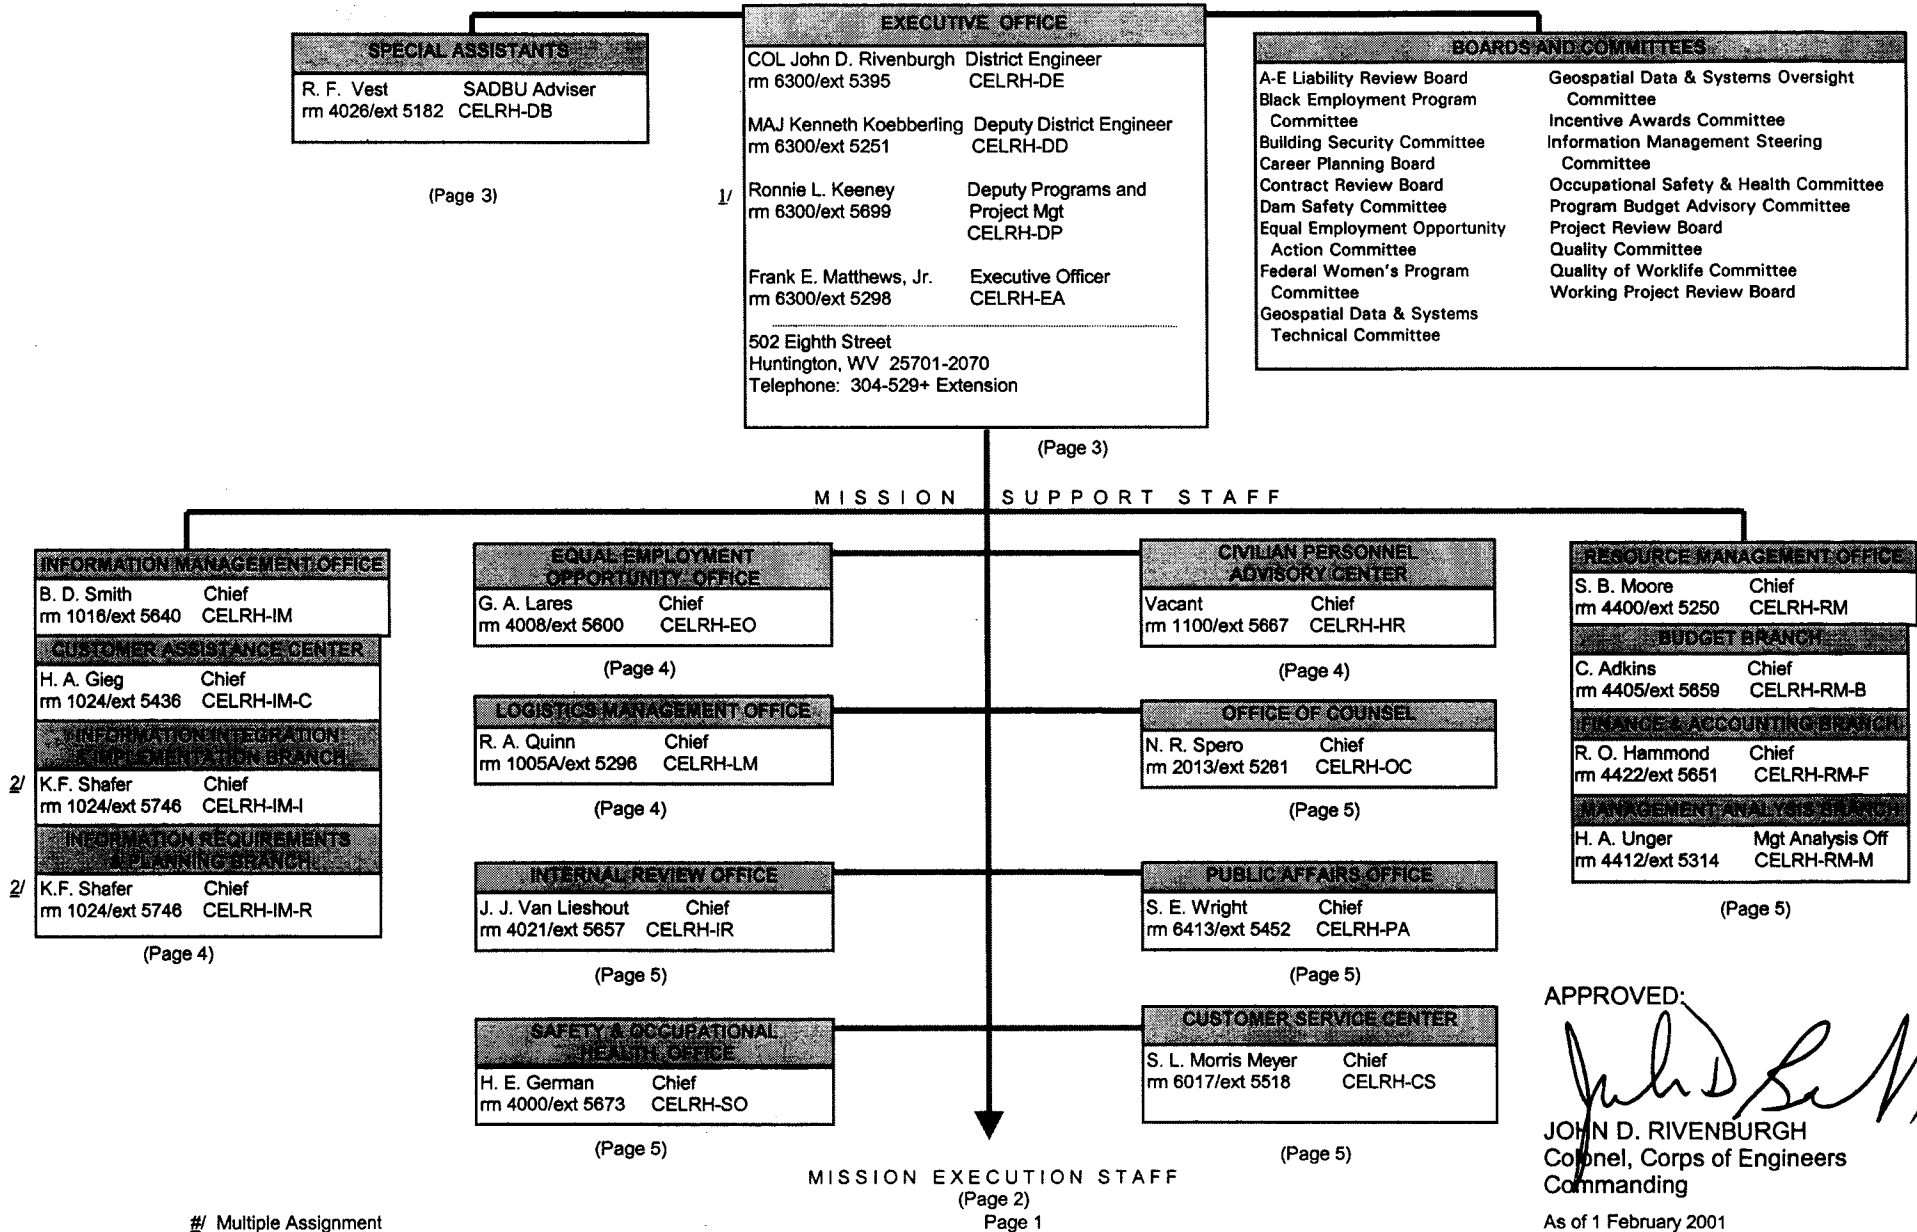 EXECUTIVE OFFICE
COL John D. Rivenburgh District Engineer
rm 6300/ext 5395 CELRH-DE
MAJ Kenneth Koebberling Deputy District Engineer
rm 6300/ext 5251 CELRH-DD
1/
Ronnie L. Keeney Deputy Programs and
rm 6300/ext 5699 Project Mgt
CELRH-DP
Frank E. Matthews, Jr. Executive Officer
rm 6300/ext 5298 CELRH-EA
502 Eighth Street
Huntington, WV 25701-2070
Telephone: 304-529+ Extension
(Page 3)
SPECIAL ASSISTANTS
R. F. Vest SADBU Adviser
rm 4026/ext 5182 CELRH-DB
(Page 3)
BOARDS AND COMMITTEES
A-E Liability Review Board
Black Employment Program
Committee
Building Security Committee
Career Planning Board
Contract Review Board
Dam Safety Committee
Equal Employment Opportunity
Action Committee
Federal Women's Program
Committee
Geospatial Data & Systems
Technical Committee
Geospatial Data & Systems Oversight
Committee
Incentive Awards Committee
Information Management Steering
Committee
Occupational Safety & Health Committee
Program Budget Advisory Committee
Project Review Board
Quality Committee
Quality of Worklife Committee
Working Project Review Board
MISSION SUPPORT STAFF
INFORMATION MANAGEMENT OFFICE
B. D. Smith Chief
rm 1016/ext 5640 CELRH-IM
CUSTOMER ASSISTANCE CENTER
H. A. Gieg Chief
rm 1024/ext 5436 CELRH-IM-C
INFORMATION INTEGRATION
& IMPLEMENTATION BRANCH
2/ K.F. Shafer Chief
rm 1024/ext 5746 CELRH-IM-I
INFORMATION REQUIREMENTS
& PLANNING BRANCH
2/ K.F. Shafer Chief
rm 1024/ext 5746 CELRH-IM-R
(Page 4)
EQUAL EMPLOYMENT
OPPORTUNITY OFFICE
G. A. Lares Chief
rm 4008/ext 5600 CELRH-EO
(Page 4)
LOGISTICS MANAGEMENT OFFICE
R. A. Quinn Chief
rm 1005A/ext 5296 CELRH-LM
(Page 4)
INTERNAL REVIEW OFFICE
J. J. Van Lieshout Chief
rm 4021/ext 5657 CELRH-IR
(Page 5)
SAFETY & OCCUPATIONAL
HEALTH OFFICE
H. E. German Chief
rm 4000/ext 5673 CELRH-SO
(Page 5)
CIVILIAN PERSONNEL
ADVISORY CENTER
Vacant Chief
rm 1100/ext 5667 CELRH-HR
(Page 4)
OFFICE OF COUNSEL
N. R. Spero Chief
rm 2013/ext 5261 CELRH-OC
(Page 5)
PUBLIC AFFAIRS OFFICE
S. E. Wright Chief
rm 6413/ext 5452 CELRH-PA
(Page 5)
CUSTOMER SERVICE CENTER
S. L. Morris Meyer Chief
rm 6017/ext 5518 CELRH-CS
(Page 5)
RESOURCE MANAGEMENT OFFICE
S. B. Moore Chief
rm 4400/ext 5250 CELRH-RM
BUDGET BRANCH
C. Adkins Chief
rm 4405/ext 5659 CELRH-RM-B
FINANCE & ACCOUNTING BRANCH
R. O. Hammond Chief
rm 4422/ext 5651 CELRH-RM-F
MANAGEMENT ANALYSIS BRANCH
H. A. Unger Mgt Analysis Off
rm 4412/ext 5314 CELRH-RM-M
(Page 5)
APPROVED:
JOHN D. RIVENBURGH
Colonel, Corps of Engineers
Commanding
As of 1 February 2001
MISSION EXECUTION STAFF
(Page 2)
Page 1
#/ Multiple Assignment